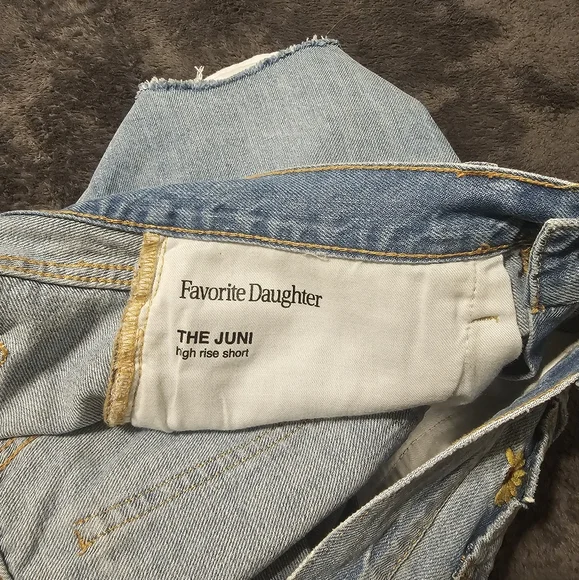 Favorite Daughter
THE JUNI
high rise short